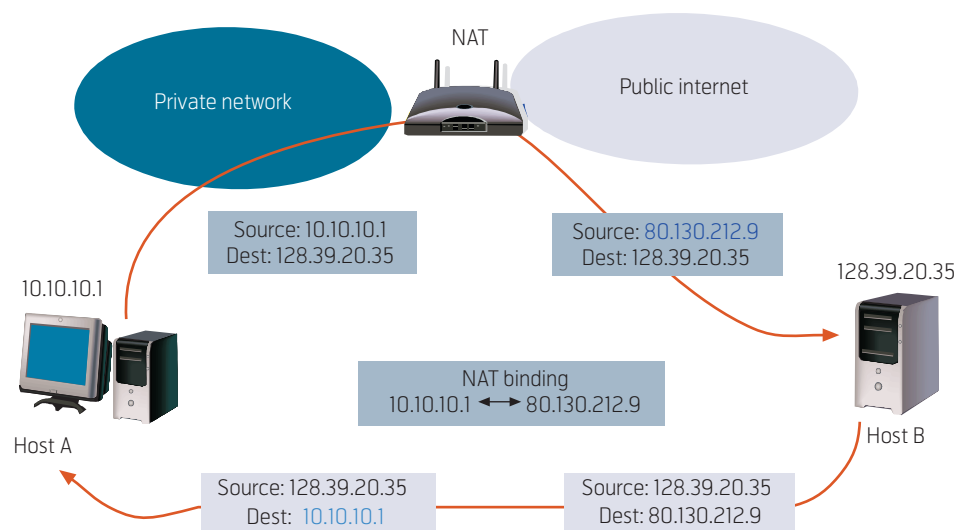 NAT
Private network
Public internet
Source: 10.10.10.1
Dest: 128.39.20.35
Source: 80.130.212.9
Dest: 128.39.20.35
128.39.20.35
10.10.10.1
NAT binding
10.10.10.1 ↔ 80.130.212.9
Host A
Host B
Source: 128.39.20.35
Dest: 10.10.10.1
Source: 128.39.20.35
Dest: 80.130.212.9